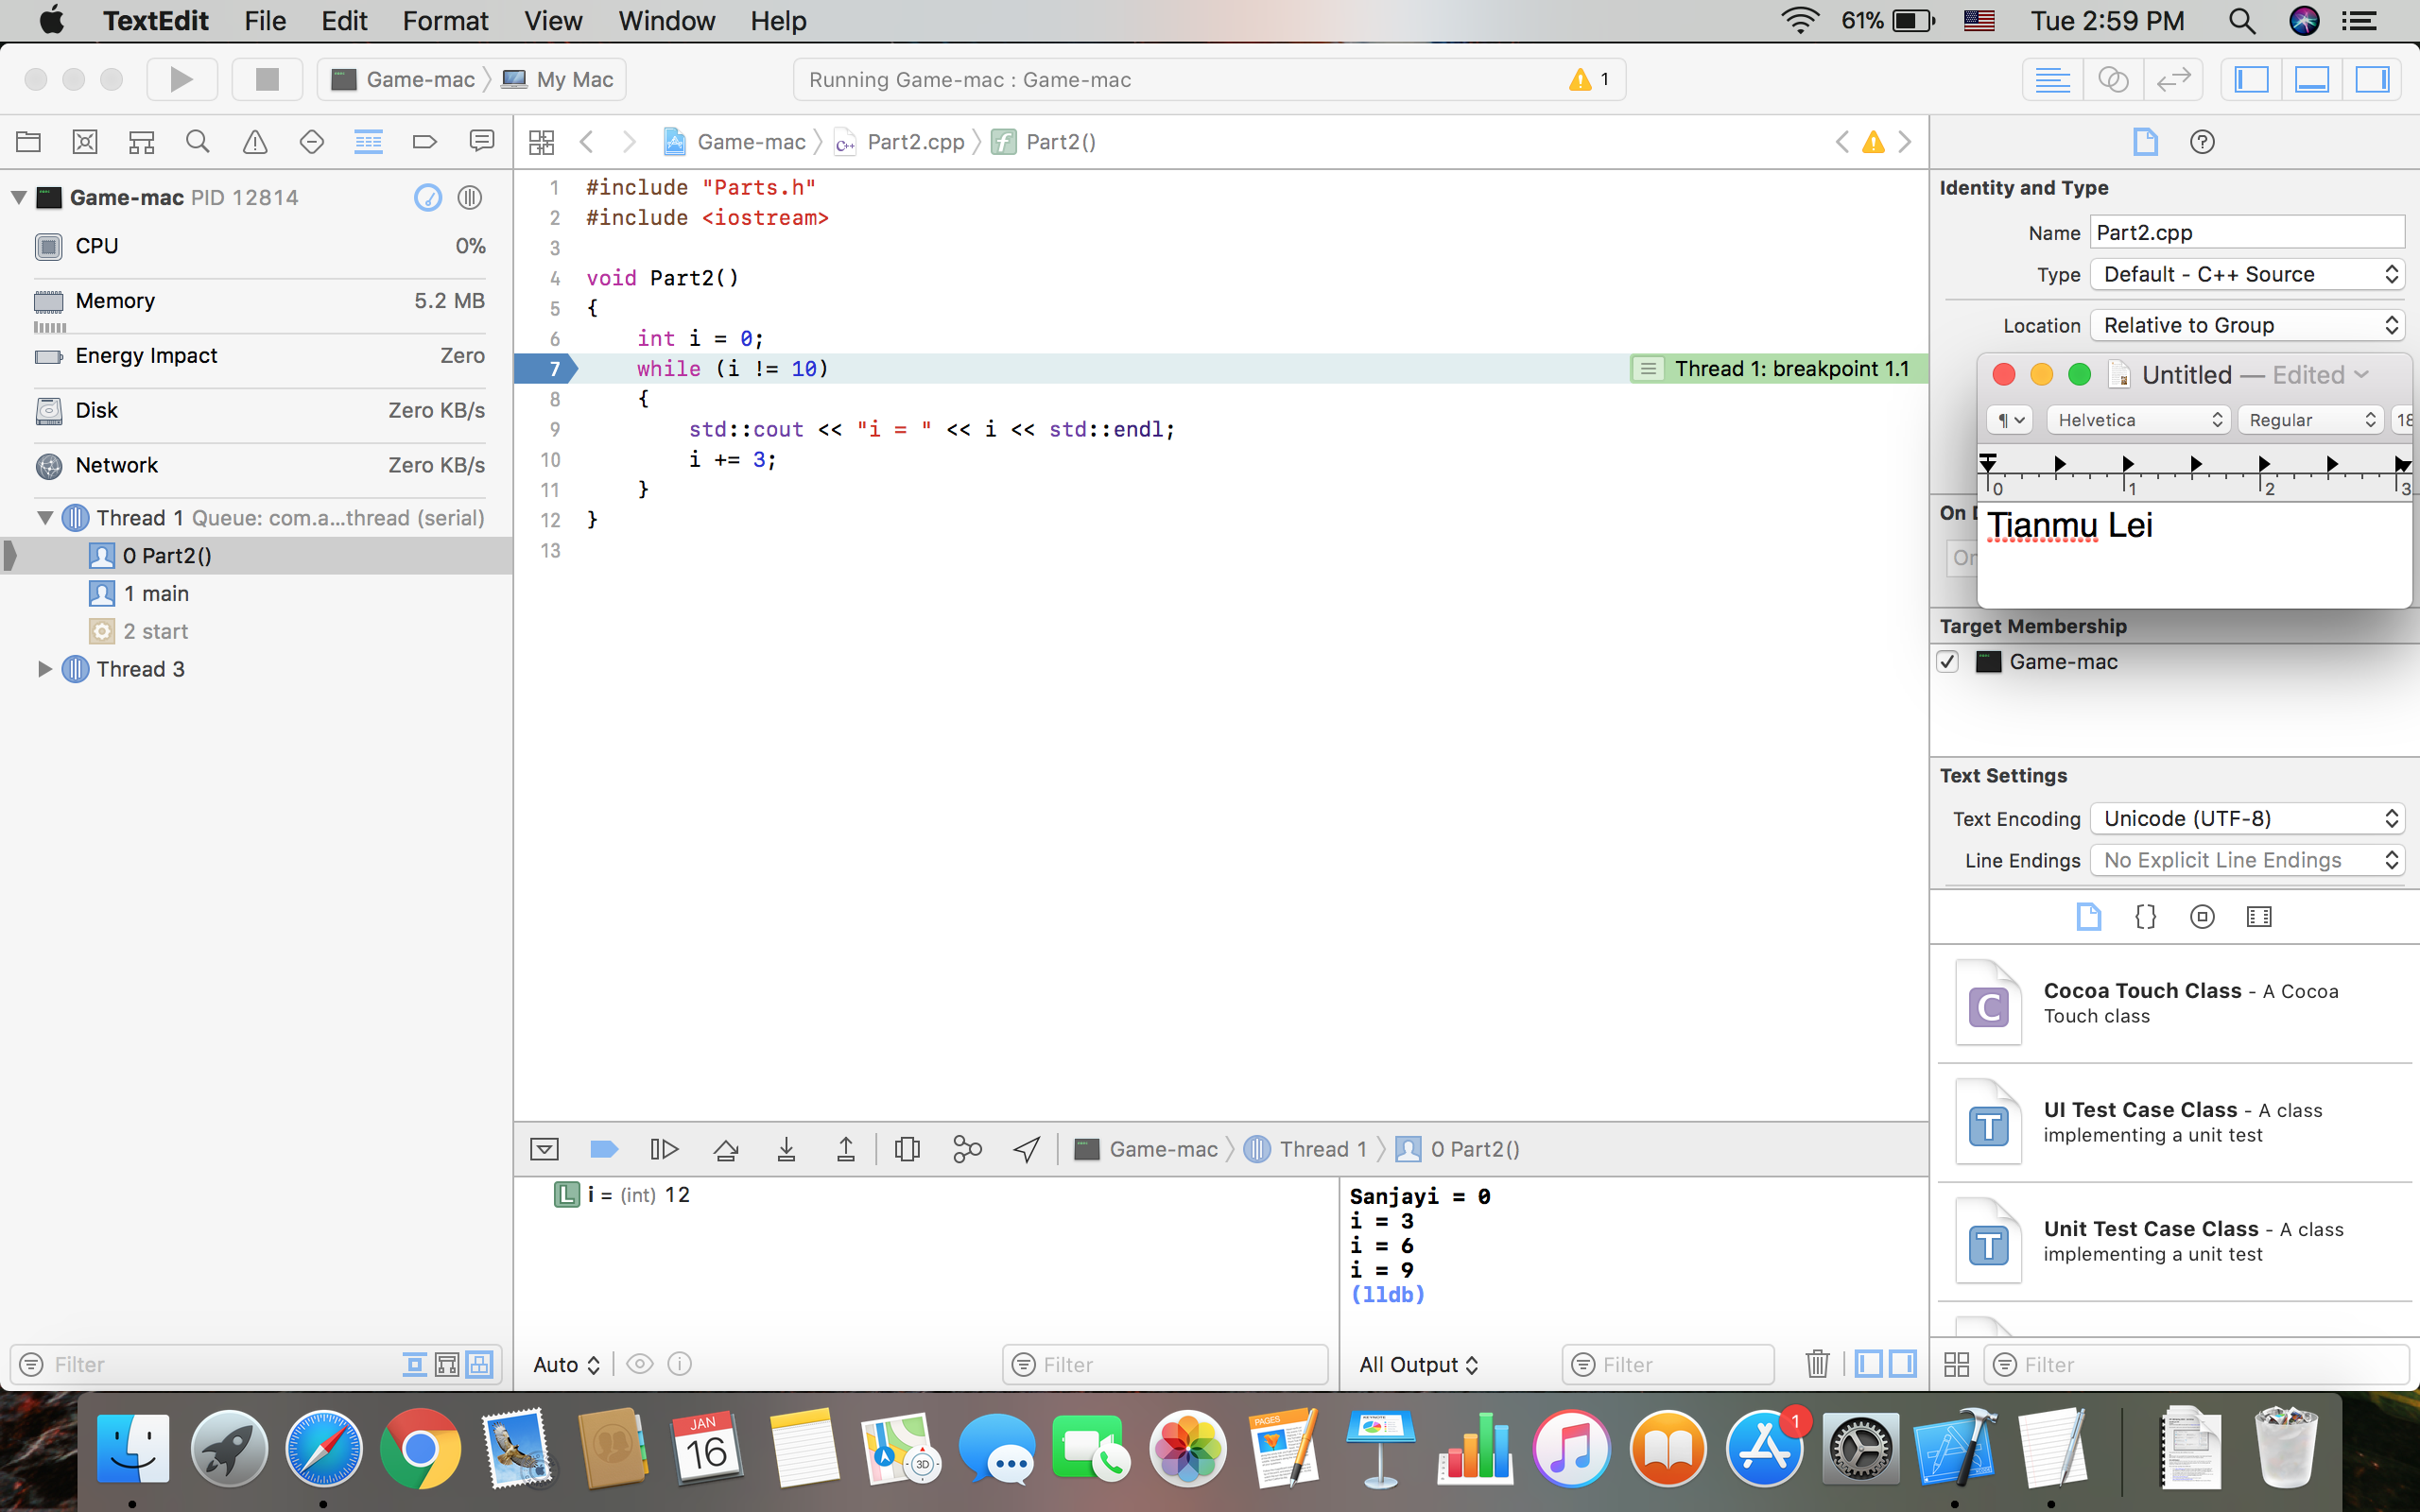 TextEdit File Edit Format View Window Help 61% Tue 2:59 PM
Game-mac My Mac Running Game-mac : Game-mac 1
Game-mac Part2.cpp Part2()
Game-mac PID 12814
CPU 0%
Memory 5.2 MB
Energy Impact Zero
Disk Zero KB/s
Network Zero KB/s
Thread 1 Queue: com.a...thread (serial)
0 Part2()
1 main
2 start
Thread 3
Filter
1 #include "Parts.h"
2 #include <iostream>
3
4 void Part2()
5 {
6 int i = 0;
7 while (i != 10) Thread 1: breakpoint 1.1
8 {
9 std::cout << "i = " << i << std::endl;
10 i += 3;
11 }
12 }
13
Game-mac Thread 1 0 Part2()
L i = (int) 12
Auto Filter
Sanjayi = 0
i = 3
i = 6
i = 9
(lldb)
All Output Filter
Identity and Type
Name Part2.cpp
Type Default - C++ Source
Location Relative to Group
Untitled — Edited
Helvetica Regular 18
0 1 2 3
Tianmu Lei
On
Target Membership
Game-mac
Text Settings
Text Encoding Unicode (UTF-8)
Line Endings No Explicit Line Endings
Cocoa Touch Class - A Cocoa
Touch class
UI Test Case Class - A class
implementing a unit test
Unit Test Case Class - A class
implementing a unit test
Filter
JAN
16
3D
PAGES
1